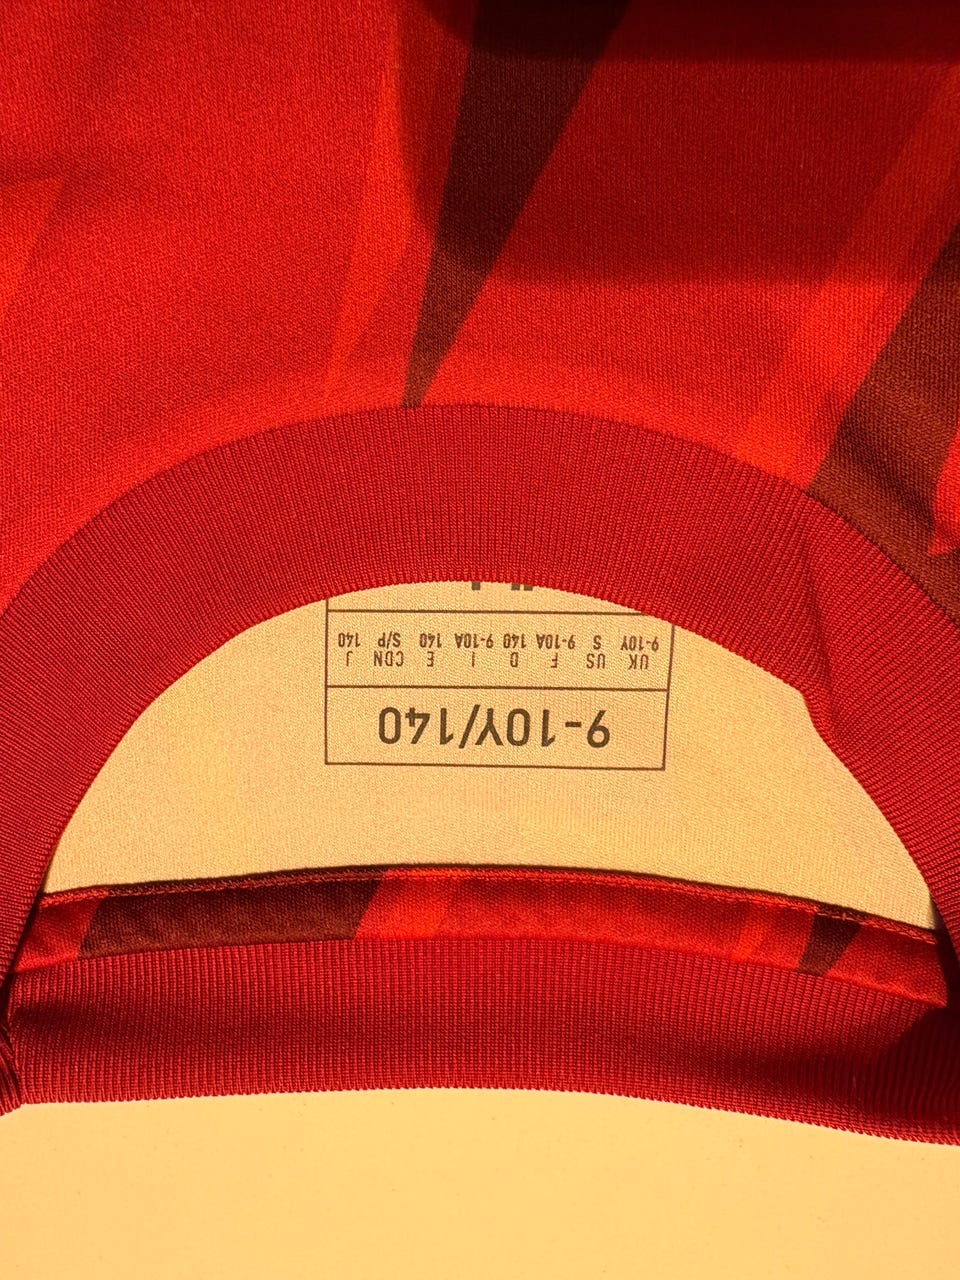 9-10Y/140
UK US F D I E CDN J
9-10Y S 9-10A 140 9-10A 140 S/P 140